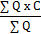 ∑ Q x C
∑ Q